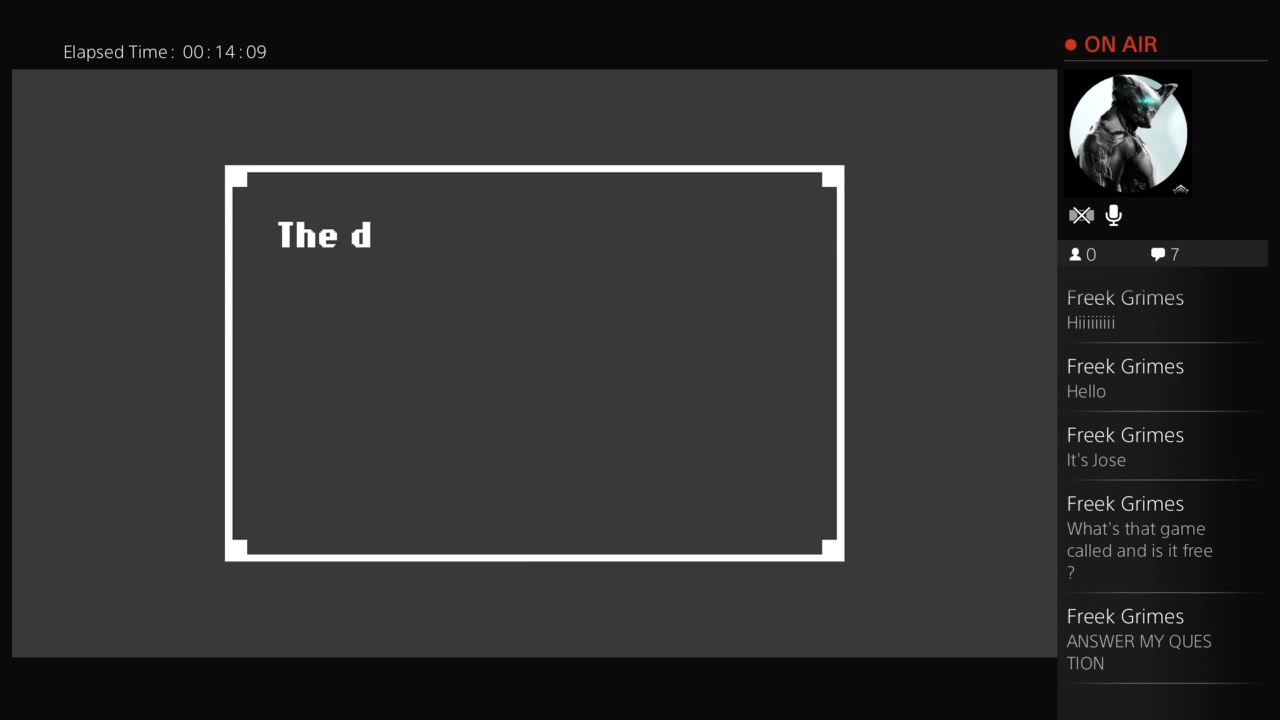 Elapsed Time: 00:14:09
ON AIR
The d
0 7
Freek Grimes
Hiiiiiiiii
Freek Grimes
Hello
Freek Grimes
It's Jose
Freek Grimes
What's that game
called and is it free
?
Freek Grimes
ANSWER MY QUES
TION